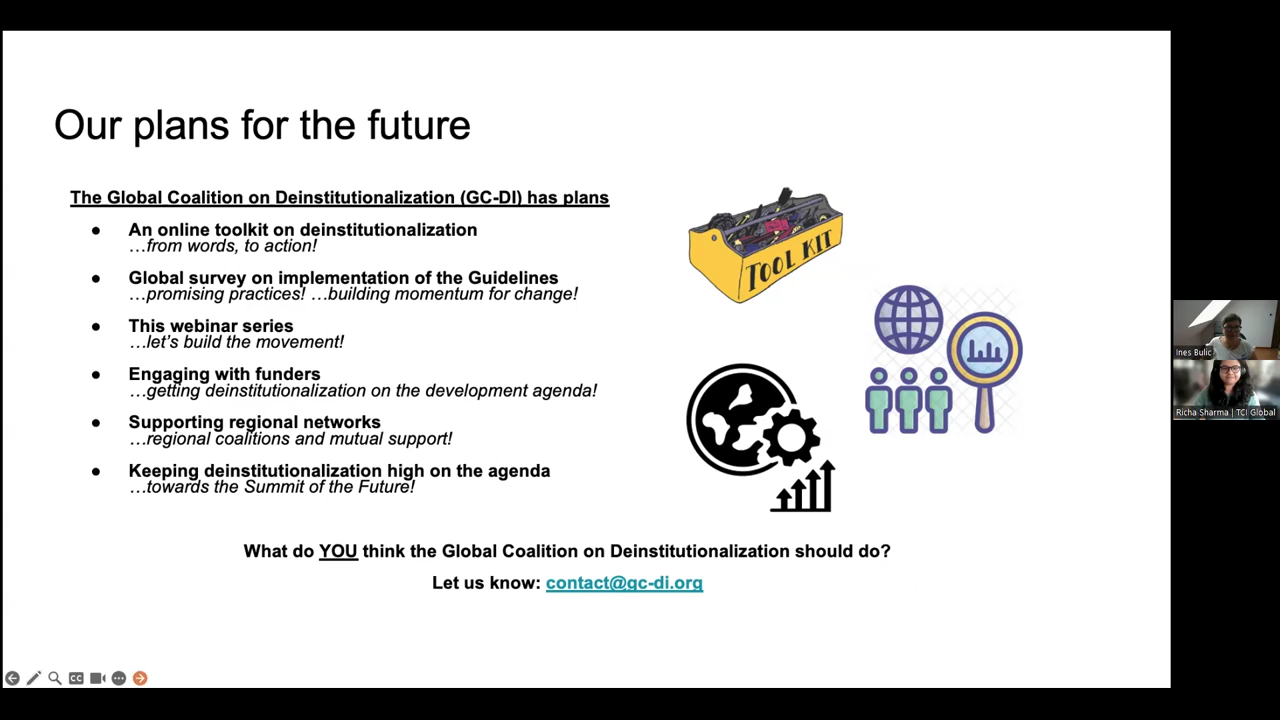 Our plans for the future
The Global Coalition on Deinstitutionalization (GC-DI) has plans
● An online toolkit on deinstitutionalization
…from words, to action!
● Global survey on implementation of the Guidelines
…promising practices! …building momentum for change!
● This webinar series
…let’s build the movement!
● Engaging with funders
…getting deinstitutionalization on the development agenda!
● Supporting regional networks
…regional coalitions and mutual support!
● Keeping deinstitutionalization high on the agenda
…towards the Summit of the Future!
TOOL KIT
What do YOU think the Global Coalition on Deinstitutionalization should do?
Let us know: contact@gc-di.org
Ines Bulic
Richa Sharma | TCI Global
CC